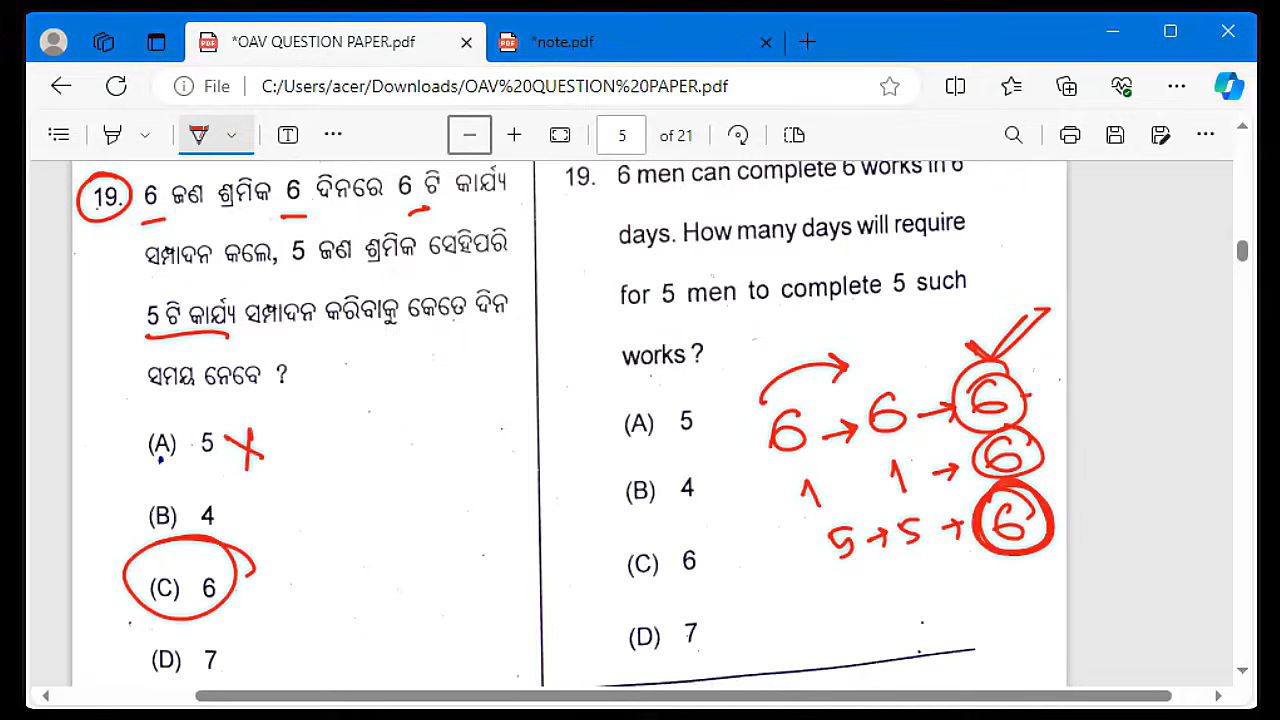 *OAV QUESTION PAPER.pdf
*note.pdf
File
C:/Users/acer/Downloads/OAV%20QUESTION%20PAPER.pdf
5 of 21
19. 6 ଜଣ ଶ୍ରମିକ 6 ଦିନରେ 6 ଟି କାର୍ଯ୍ୟ
ସମ୍ପାଦନ କଲେ, 5 ଜଣ ଶ୍ରମିକ ସେହିପରି
5 ଟି କାର୍ଯ୍ୟ ସମ୍ପାଦନ କରିବାକୁ କେତେ ଦିନ
ସମୟ ନେବେ ?
(A) 5
(B) 4
(C) 6
(D) 7
19. 6 men can complete 6 works in 6
days. How many days will require
for 5 men to complete 5 such
works ?
(A) 5
(B) 4
(C) 6
(D) 7
6 → 6 → 6
1 1 → 6
5 → 5 → 6